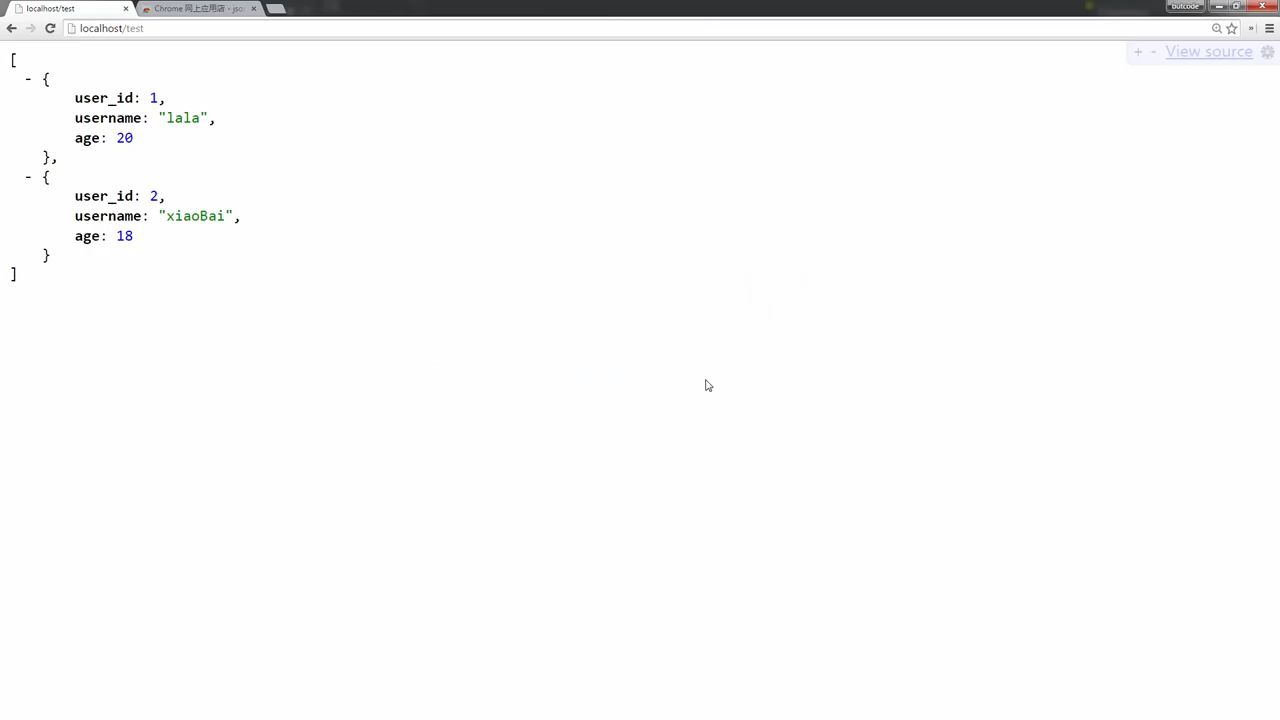 localhost/test
Chrome 网上应用店 - jso
butcode
localhost/test
View source
[
- {
user_id: 1,
username: "lala",
age: 20
},
- {
user_id: 2,
username: "xiaoBai",
age: 18
}
]